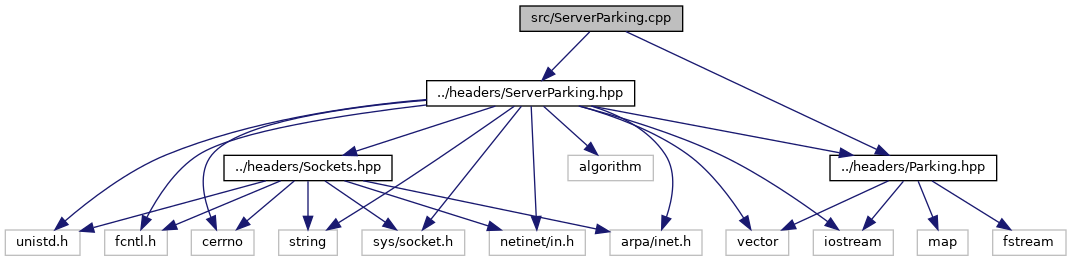 src/ServerParking.cpp
../headers/ServerParking.hpp
../headers/Sockets.hpp
algorithm
../headers/Parking.hpp
unistd.h
fcntl.h
cerrno
string
sys/socket.h
netinet/in.h
arpa/inet.h
vector
iostream
map
fstream